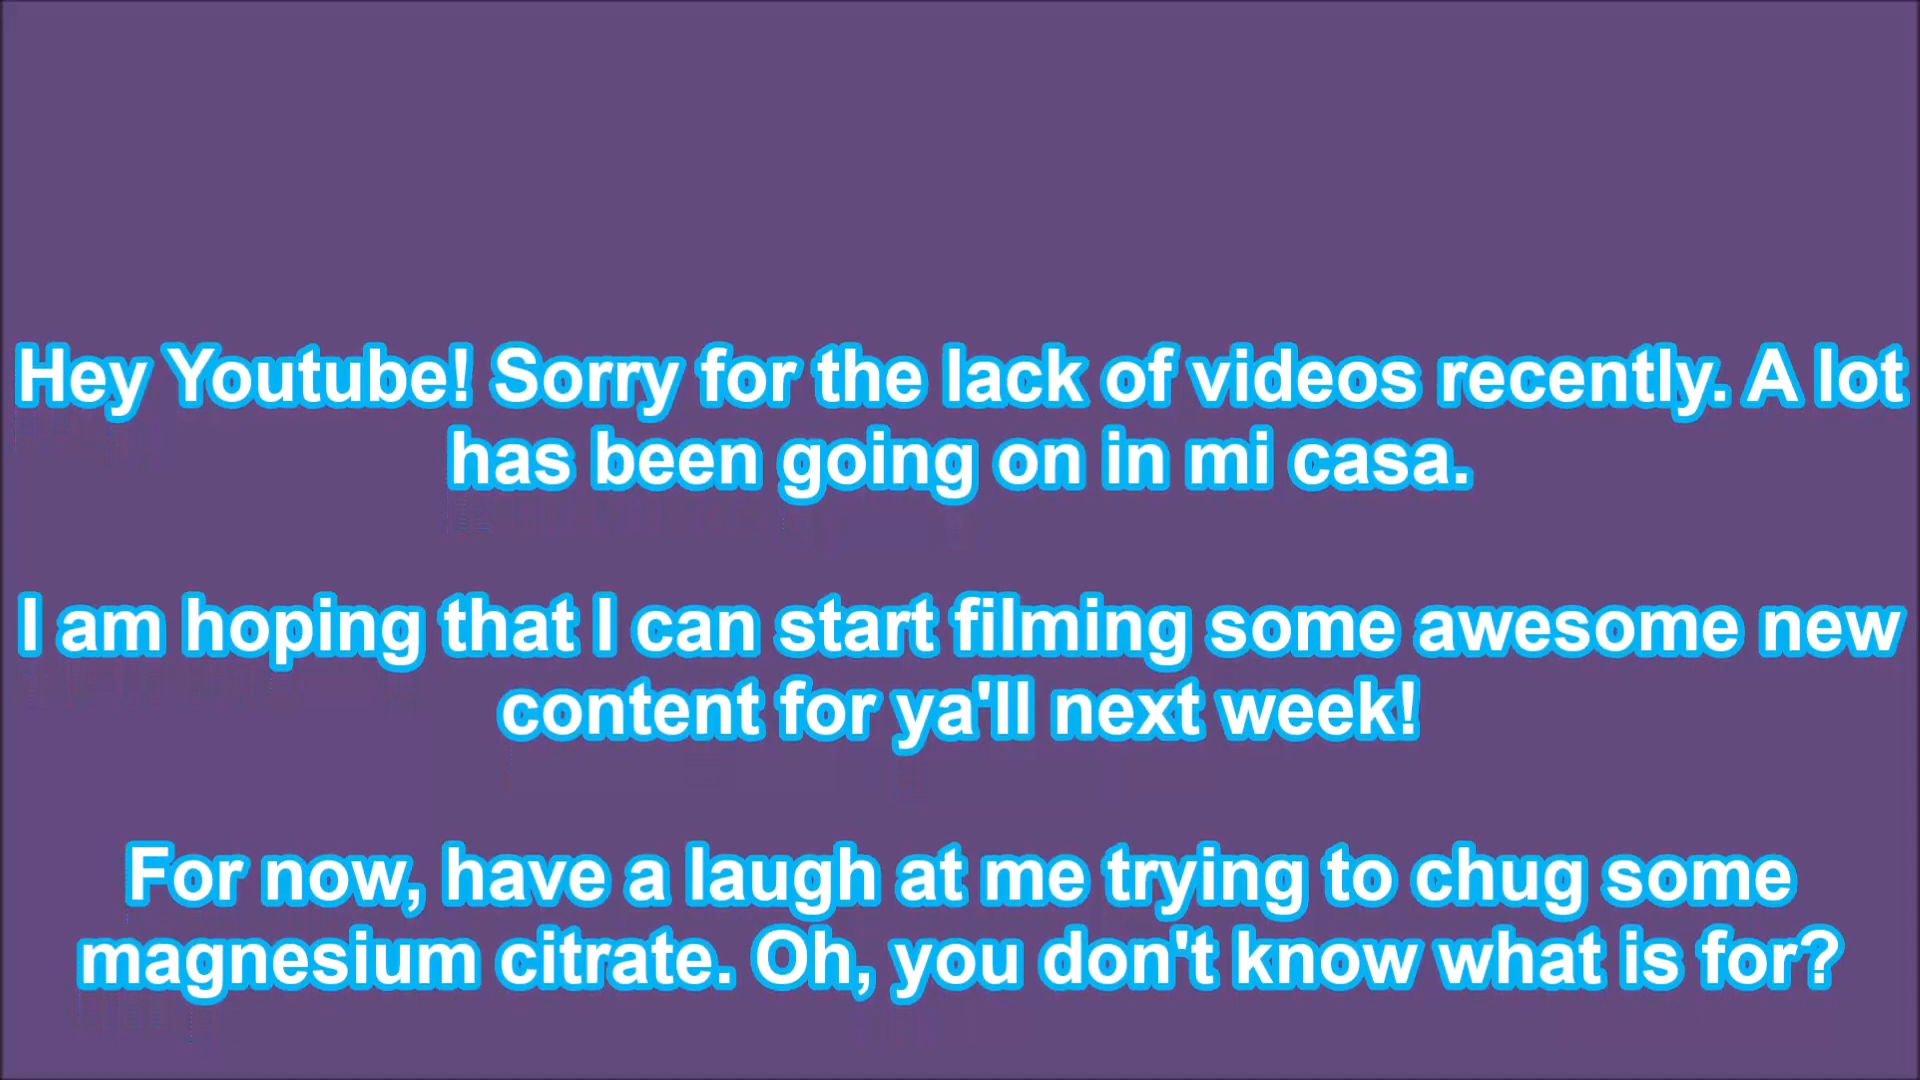 Hey Youtube! Sorry for the lack of videos recently. A lot
has been going on in mi casa.
I am hoping that I can start filming some awesome new
content for ya'll next week!
For now, have a laugh at me trying to chug some
magnesium citrate. Oh, you don't know what is for?